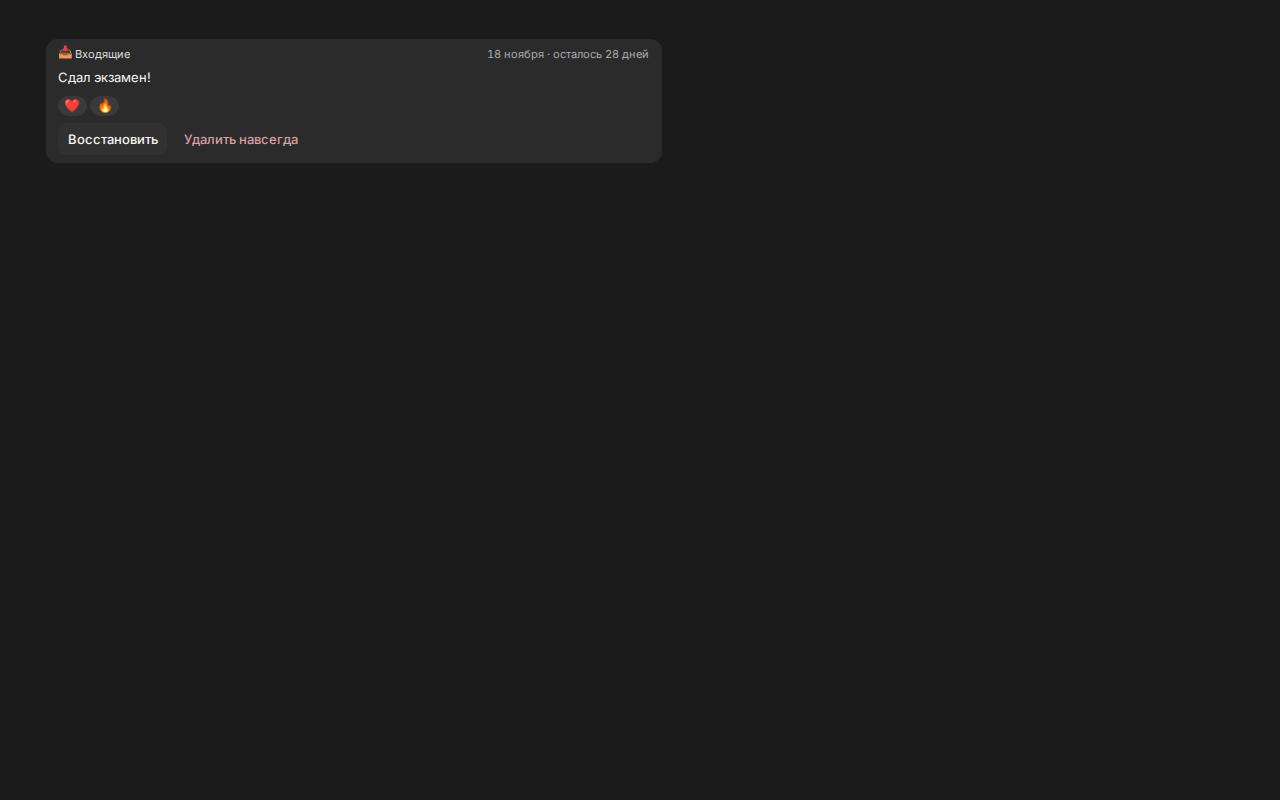 📥 Входящие 18 ноября · осталось 28 дней
Сдал экзамен!
❤️ 🔥
Восстановить Удалить навсегда